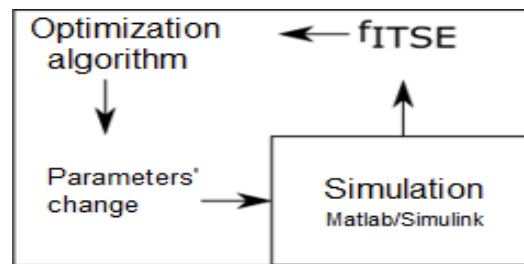 Optimization
algorithm
fITSE
Parameters'
change
Simulation
Matlab/Simulink